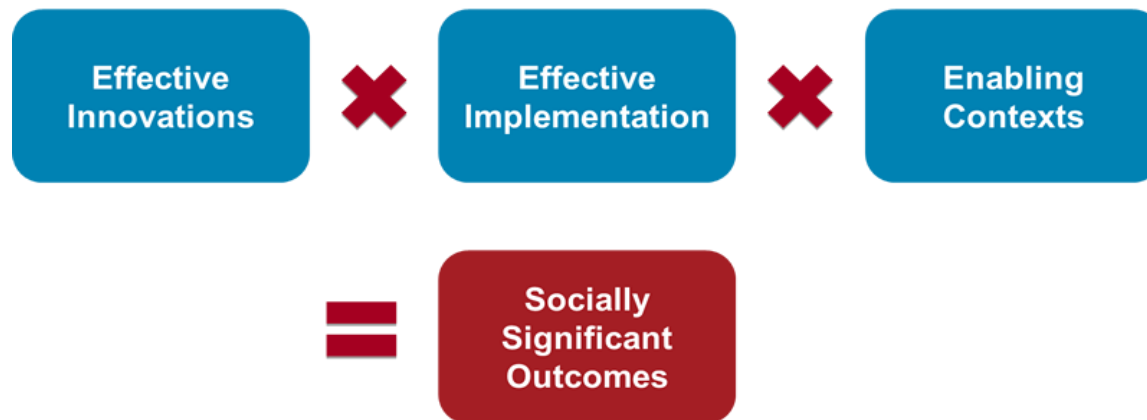 Effective
Innovations
Effective
Implementation
Enabling
Contexts
Socially
Significant
Outcomes